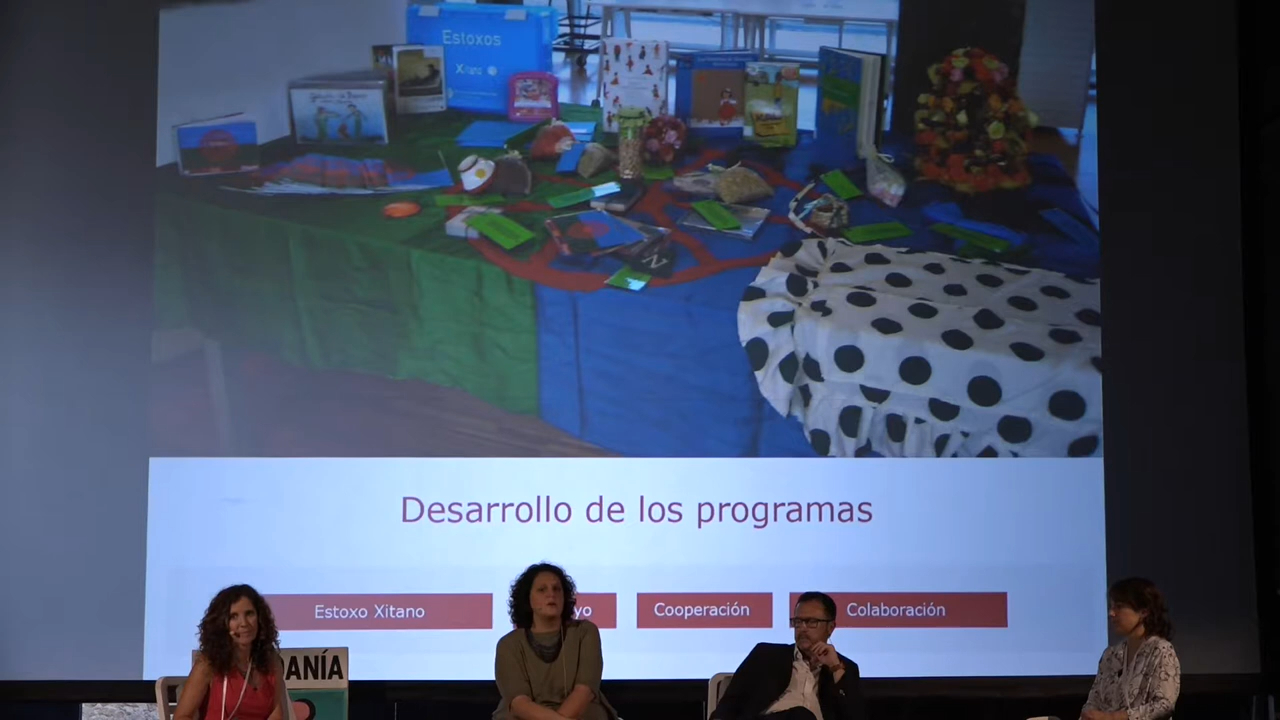 Estoxos
Xitano
Desarrollo de los programas
Estoxo Xitano
yo
Cooperación
Colaboración
DANÍA